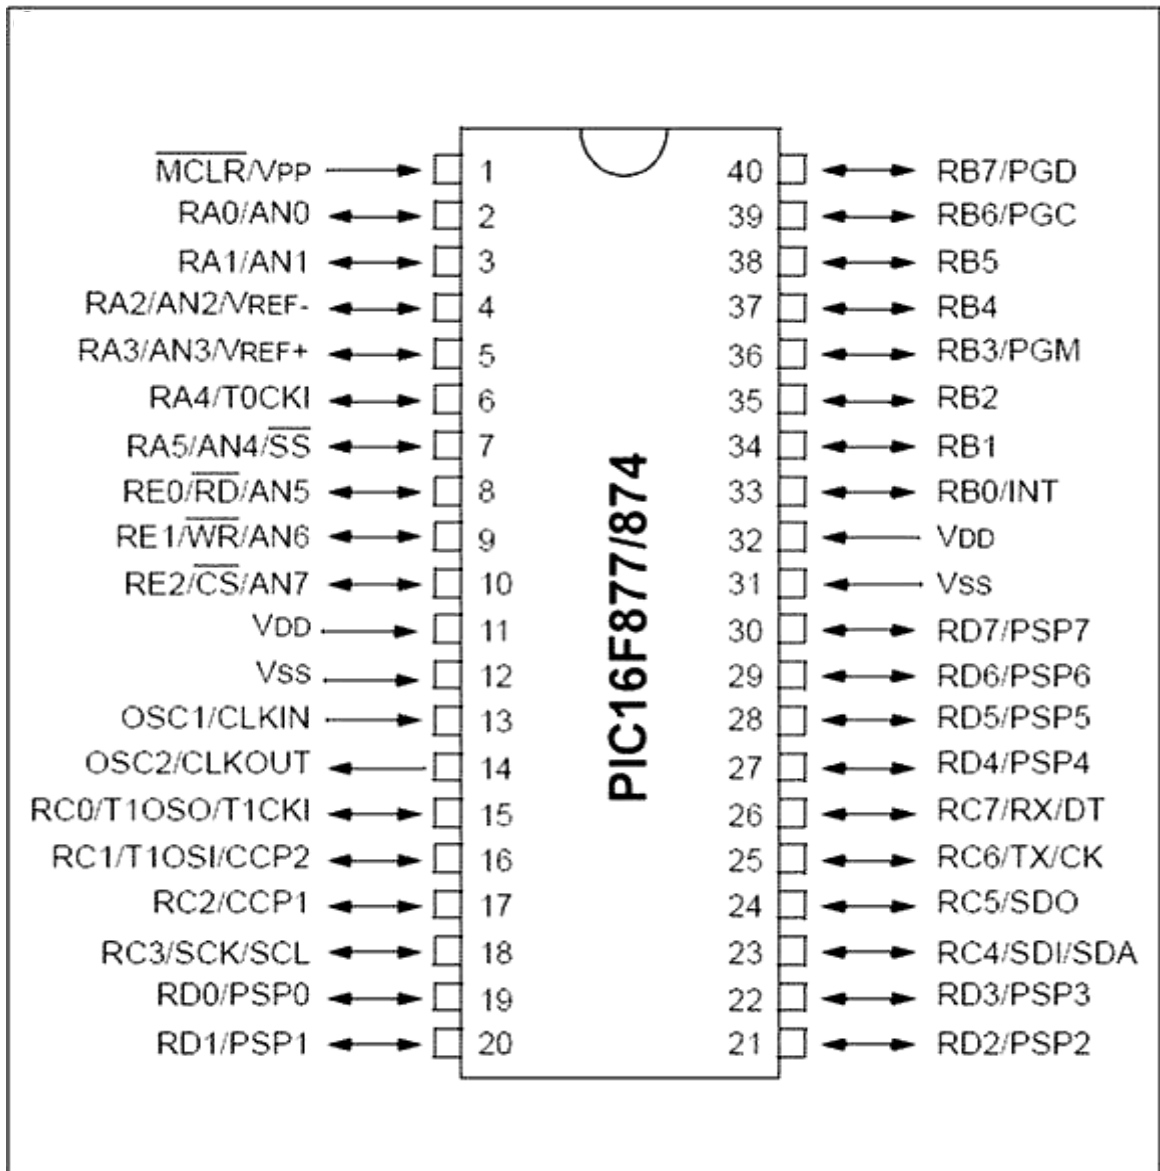 MCLR/VPP 1 40 RB7/PGD
RA0/AN0 2 39 RB6/PGC
RA1/AN1 3 38 RB5
RA2/AN2/VREF- 4 37 RB4
RA3/AN3/VREF+ 5 36 RB3/PGM
RA4/T0CKI 6 35 RB2
RA5/AN4/SS 7 34 RB1
RE0/RD/AN5 8 33 RB0/INT
RE1/WR/AN6 9 32 VDD
RE2/CS/AN7 10 31 VSS
VDD 11 30 RD7/PSP7
VSS 12 29 RD6/PSP6
OSC1/CLKIN 13 28 RD5/PSP5
OSC2/CLKOUT 14 27 RD4/PSP4
RC0/T1OSO/T1CKI 15 26 RC7/RX/DT
RC1/T1OSI/CCP2 16 25 RC6/TX/CK
RC2/CCP1 17 24 RC5/SDO
RC3/SCK/SCL 18 23 RC4/SDI/SDA
RD0/PSP0 19 22 RD3/PSP3
RD1/PSP1 20 21 RD2/PSP2
PIC16F877/874